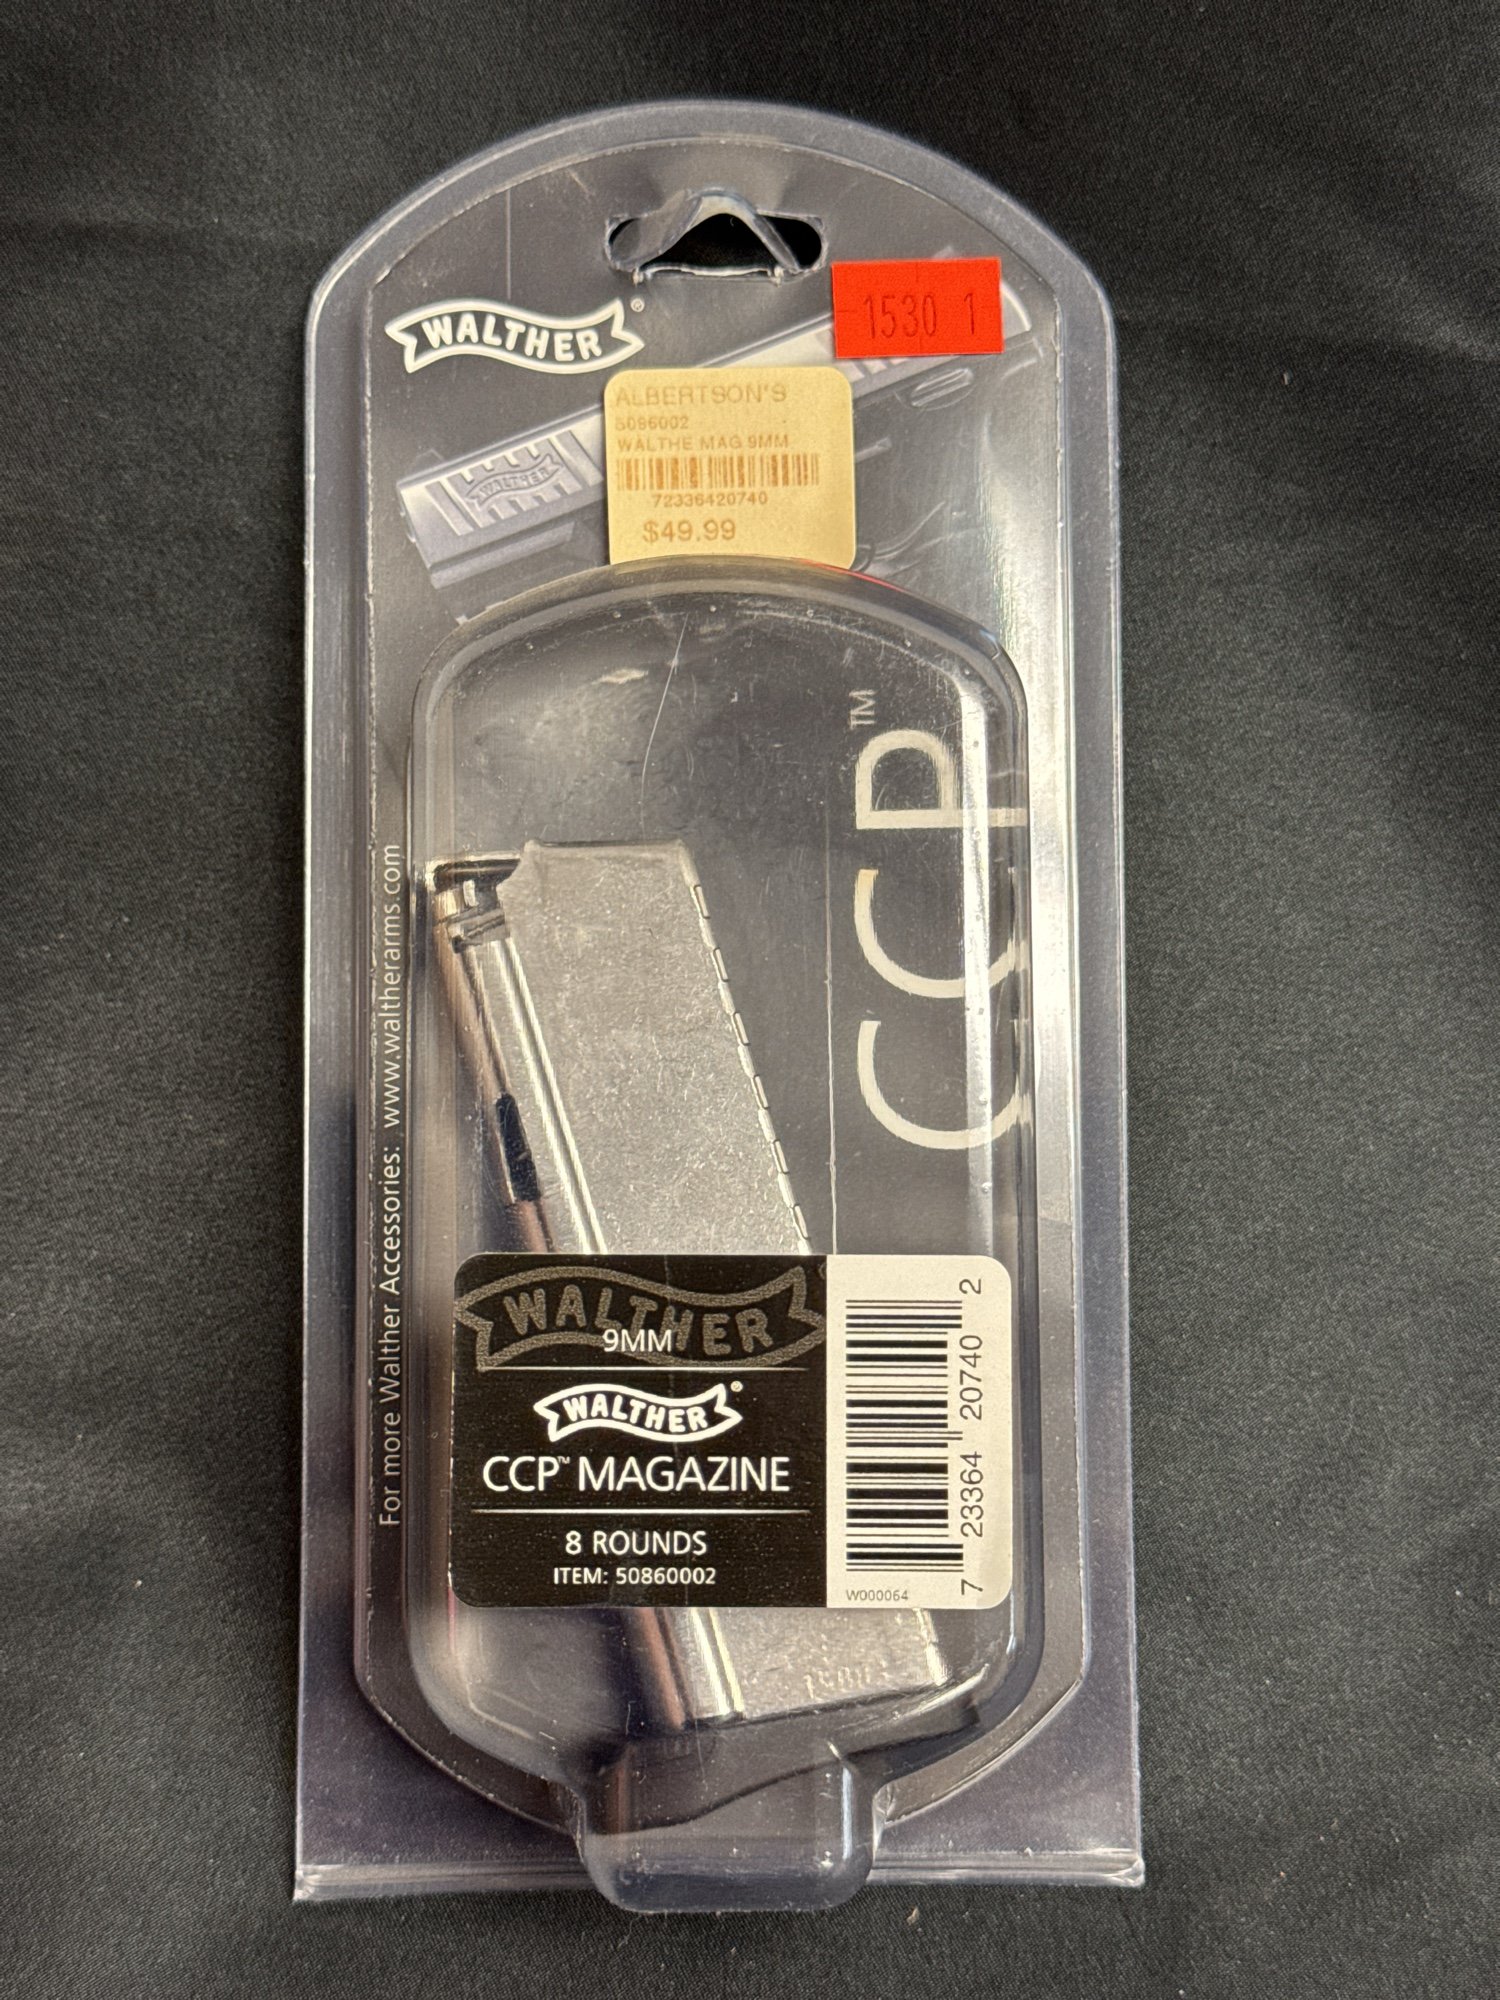 1530 1
WALTHER®
ALBERTSON'S
5086002
WALTHE MAG 9MM
72336420740
$49.99
WALTHER
CCP™
For more Walther Accessories: www.waltherarms.com
WALTHER
9MM
WALTHER®
CCP™ MAGAZINE
8 ROUNDS
ITEM: 50860002
7 23364 20740 2
W000064